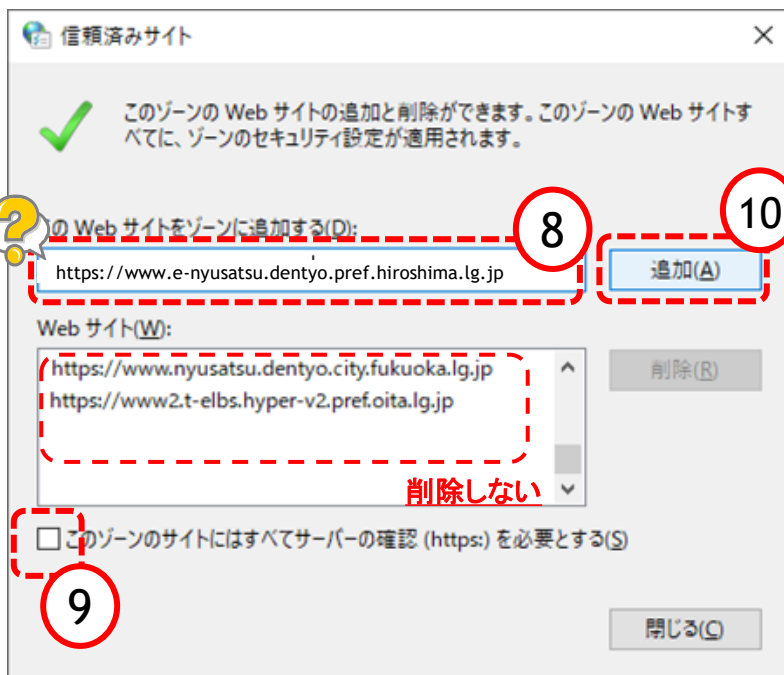 信頼済みサイト
このゾーンの Web サイトの追加と削除ができます。このゾーンの Web サイトす
べてに、ゾーンのセキュリティ設定が適用されます。
?
の Web サイトをゾーンに追加する(D):
8
10
https://www.e-nyusatsu.dentyo.pref.hiroshima.lg.jp
追加(A)
Web サイト(W):
https://www.nyusatsu.dentyo.city.fukuoka.lg.jp
削除(R)
https://www2.t-elbs.hyper-v2.pref.oita.lg.jp
削除しない
このゾーンのサイトにはすべてサーバーの確認 (https:) を必要とする(S)
9
閉じる(C)